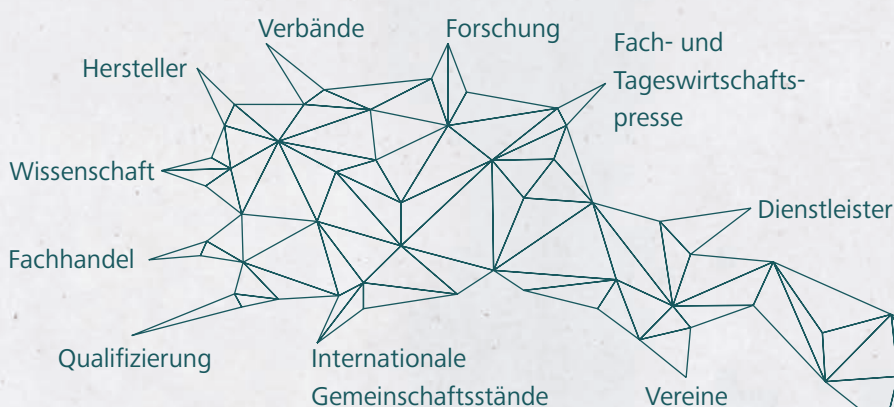 Verbände
Forschung
Fach- und
Tageswirtschafts-
presse
Hersteller
Wissenschaft
Dienstleister
Fachhandel
Qualifizierung
Internationale
Gemeinschaftsstände
Vereine